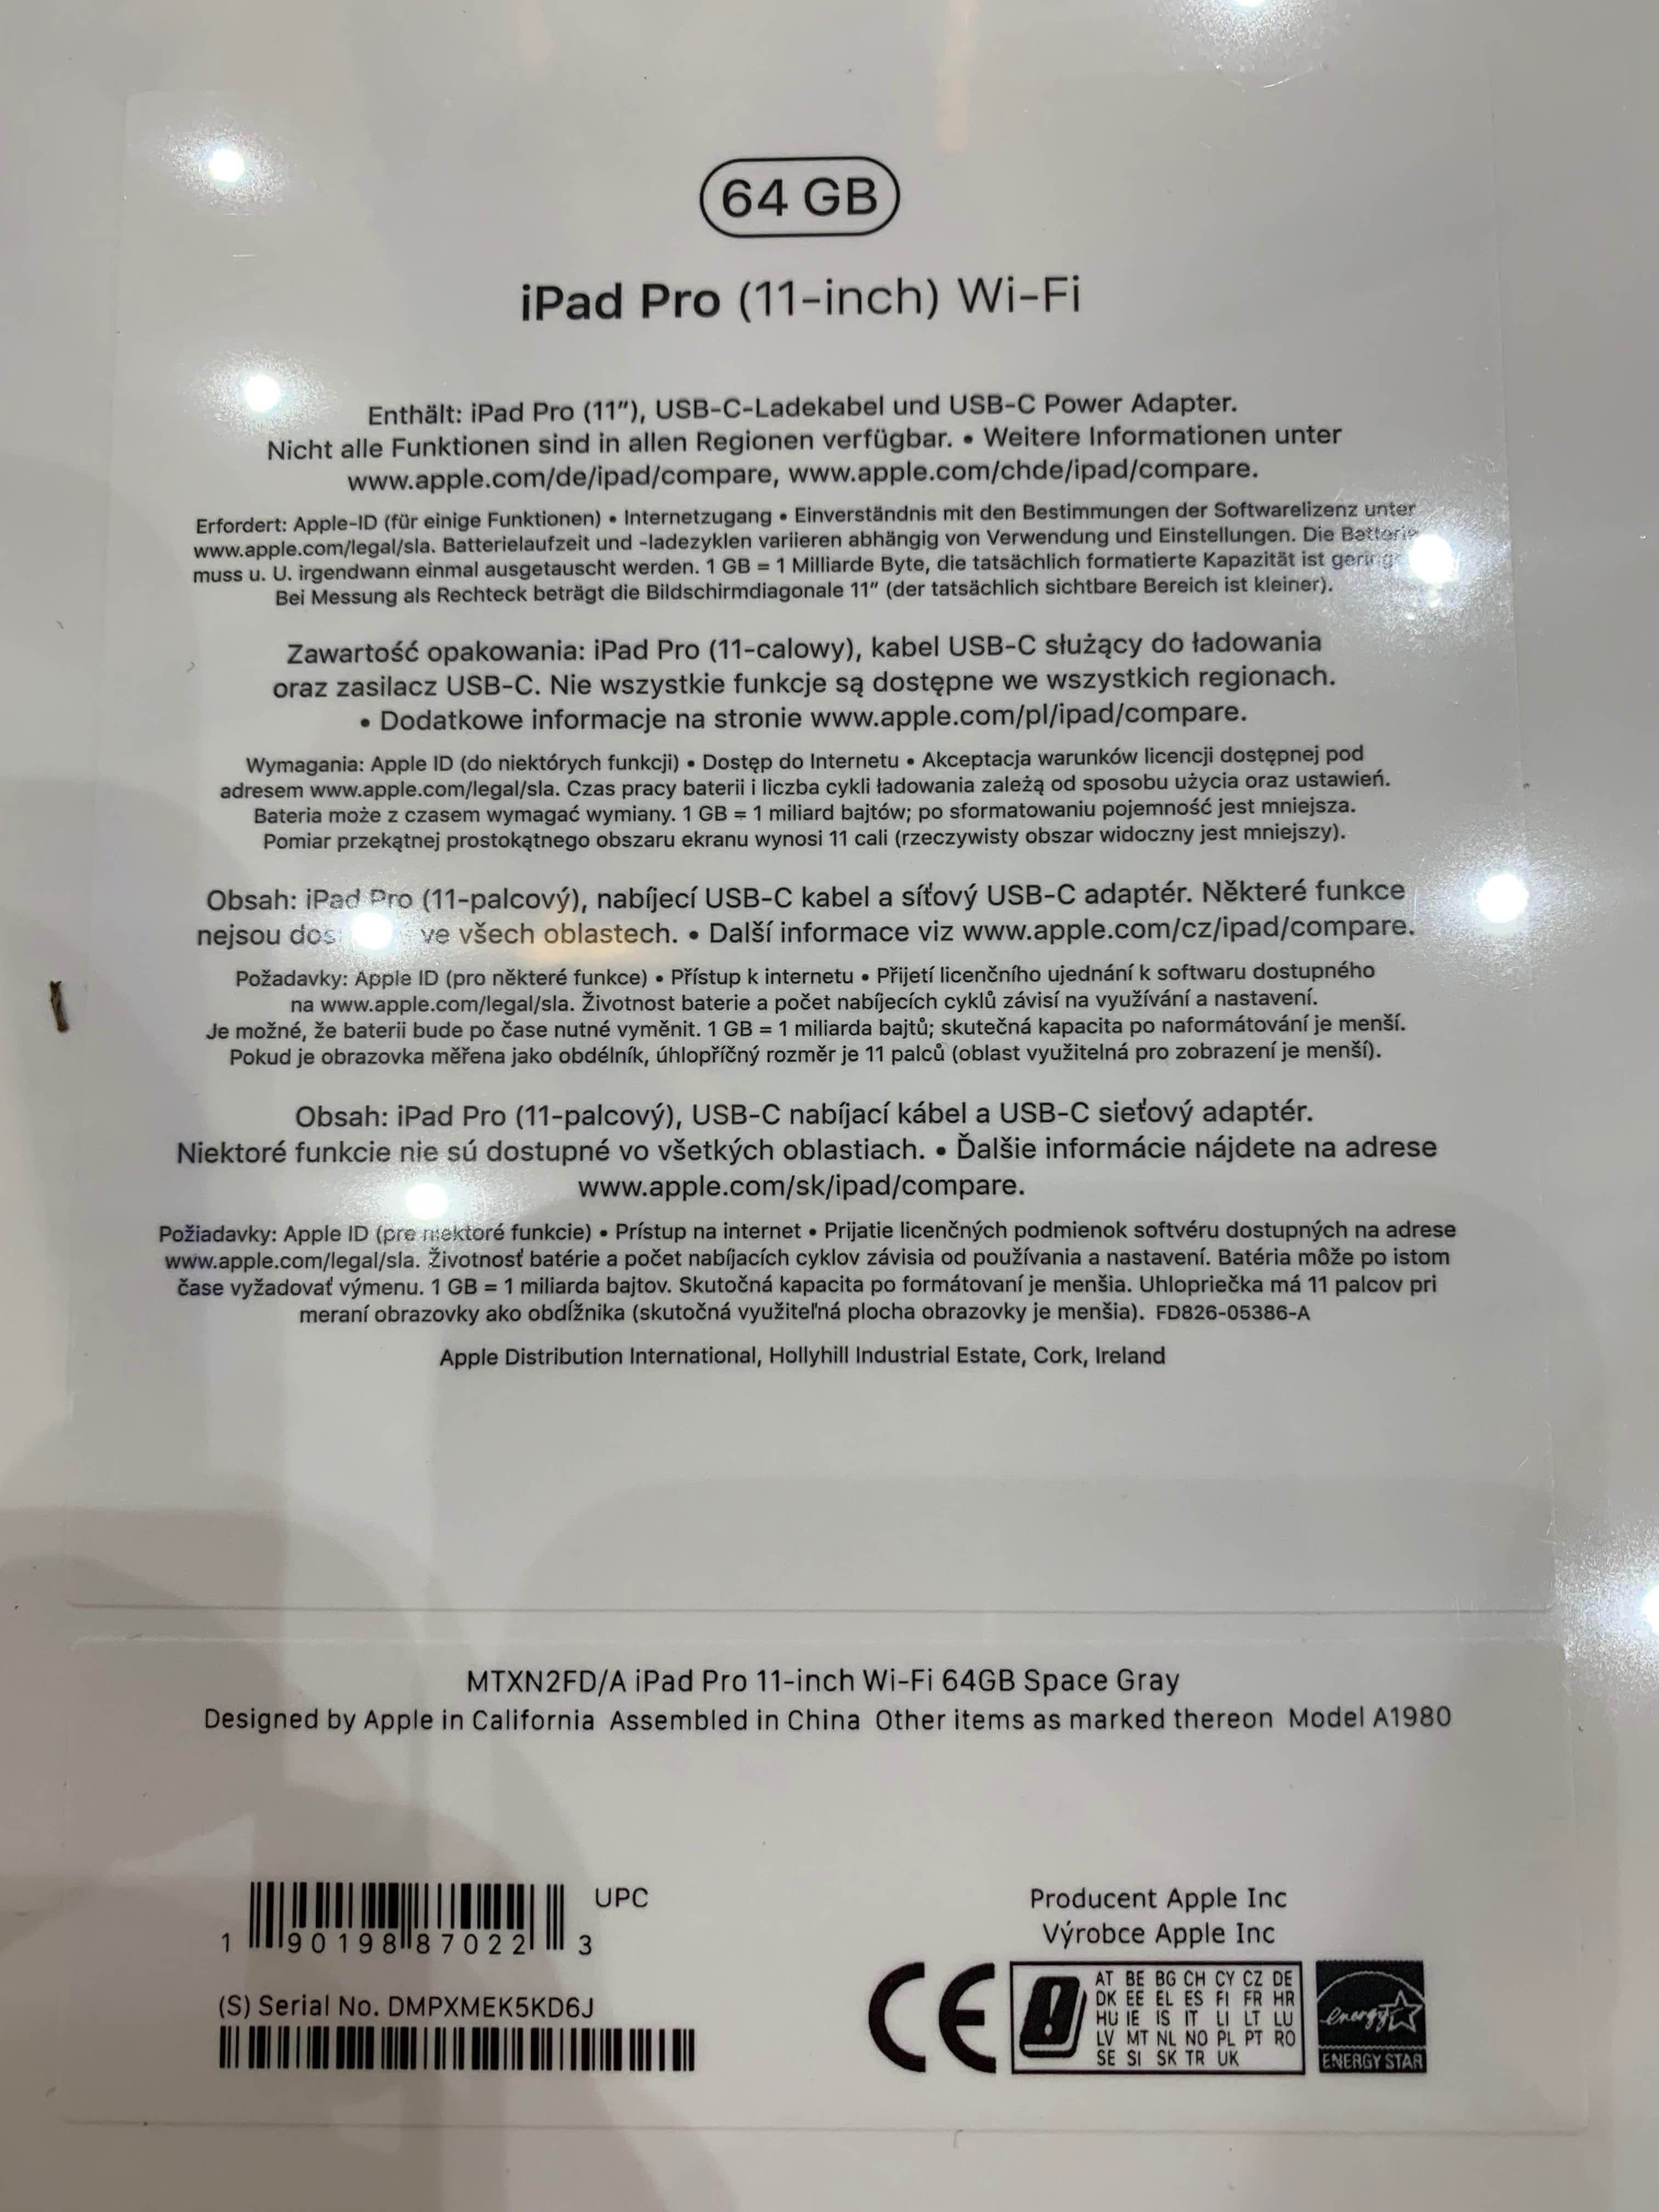 64 GB
iPad Pro (11-inch) Wi-Fi
Enthält: iPad Pro (11″), USB-C-Ladekabel und USB-C Power Adapter.
Nicht alle Funktionen sind in allen Regionen verfügbar. • Weitere Informationen unter
www.apple.com/de/ipad/compare, www.apple.com/chde/ipad/compare.
Erfordert: Apple-ID (für einige Funktionen) • Internetzugang • Einverständnis mit den Bestimmungen der Softwarelizenz unter
www.apple.com/legal/sla. Batterielaufzeit und -ladezyklen variieren abhängig von Verwendung und Einstellungen. Die Batterie
muss u. U. irgendwann einmal ausgetauscht werden. 1 GB = 1 Milliarde Byte, die tatsächlich formatierte Kapazität ist
Bei Messung als Rechteck beträgt die Bildschirmdiagonale 11″ (der tatsächlich sichtbare Bereich ist kleiner).
Zawartość opakowania: iPad Pro (11-calowy), kabel USB-C służący do ładowania
oraz zasilacz USB-C. Nie wszystkie funkcje są dostępne we wszystkich regionach.
• Dodatkowe informacje na stronie www.apple.com/pl/ipad/compare.
Wymagania: Apple ID (do niektórych funkcji) • Dostęp do Internetu • Akceptacja warunków licencji dostępnej pod
adresem www.apple.com/legal/sla. Czas pracy baterii i liczba cykli ładowania zależą od sposobu użycia oraz ustawień.
Bateria może z czasem wymagać wymiany. 1 GB = 1 miliard bajtów; po sformatowaniu pojemność jest mniejsza.
Pomiar przekątnej prostokątnego obszaru ekranu wynosi 11 cali (rzeczywisty obszar widoczny jest mniejszy).
Obsah: iPad Pro (11-palcový), nabíjecí USB-C kabel a síťový USB-C adaptér. Některé funkce
nejsou ve všech oblastech. • Další informace viz www.apple.com/cz/ipad/compare.
Požadavky: Apple ID (pro některé funkce) • Přístup k internetu • Přijetí licenčního ujednání k softwaru dostupného
na www.apple.com/legal/sla. Životnost baterie a počet nabíjecích cyklů závisí na využívání a nastavení.
Je možné, že baterii bude po čase nutné vyměnit. 1 GB = 1 miliarda bajtů; skutečná kapacita po naformátování je menší.
Pokud je obrazovka měřena jako obdélník, úhlopříčný rozměr je 11 palců (oblast využitelná pro zobrazení je menší).
Obsah: iPad Pro (11-palcový), USB-C nabíjací kábel a USB-C sieťový adaptér.
Niektoré funkcie nie sú dostupné vo všetkých oblastiach. • Ďalšie informácie nájdete na adrese
www.apple.com/sk/ipad/compare.
Požiadavky: Apple ID (pre niektoré funkcie) • Prístup na internet • Prijatie licenčných podmienok softvéru dostupných na adrese
www.apple.com/legal/sla. Životnosť batérie a počet nabíjacích cyklov závisia od používania a nastavení. Batéria môže po istom
čase vyžadovať výmenu. 1 GB = 1 miliarda bajtov. Skutočná kapacita po formátovaní je menšia. Uhlopriečka má 11 palcov pri
meraní obrazovky ako obdĺžnika (skutočná využiteľná plocha obrazovky je menšia). FD826-05386-A
Apple Distribution International, Hollyhill Industrial Estate, Cork, Ireland
MTXN2FD/A iPad Pro 11-inch Wi-Fi 64GB Space Gray
Designed by Apple in California Assembled in China Other items as marked thereon Model A1980
UPC
1 90198 87022 3
(S) Serial No. DMPXMEK5KD6J
Producent Apple Inc
Výrobce Apple Inc
CE
AT BE BG CH CY CZ DE
DK EE EL ES FI FR HR
HU IE IS IT LI LT LU
LV MT NL NO PL PT RO
SE SI SK TR UK
energy
ENERGY STAR